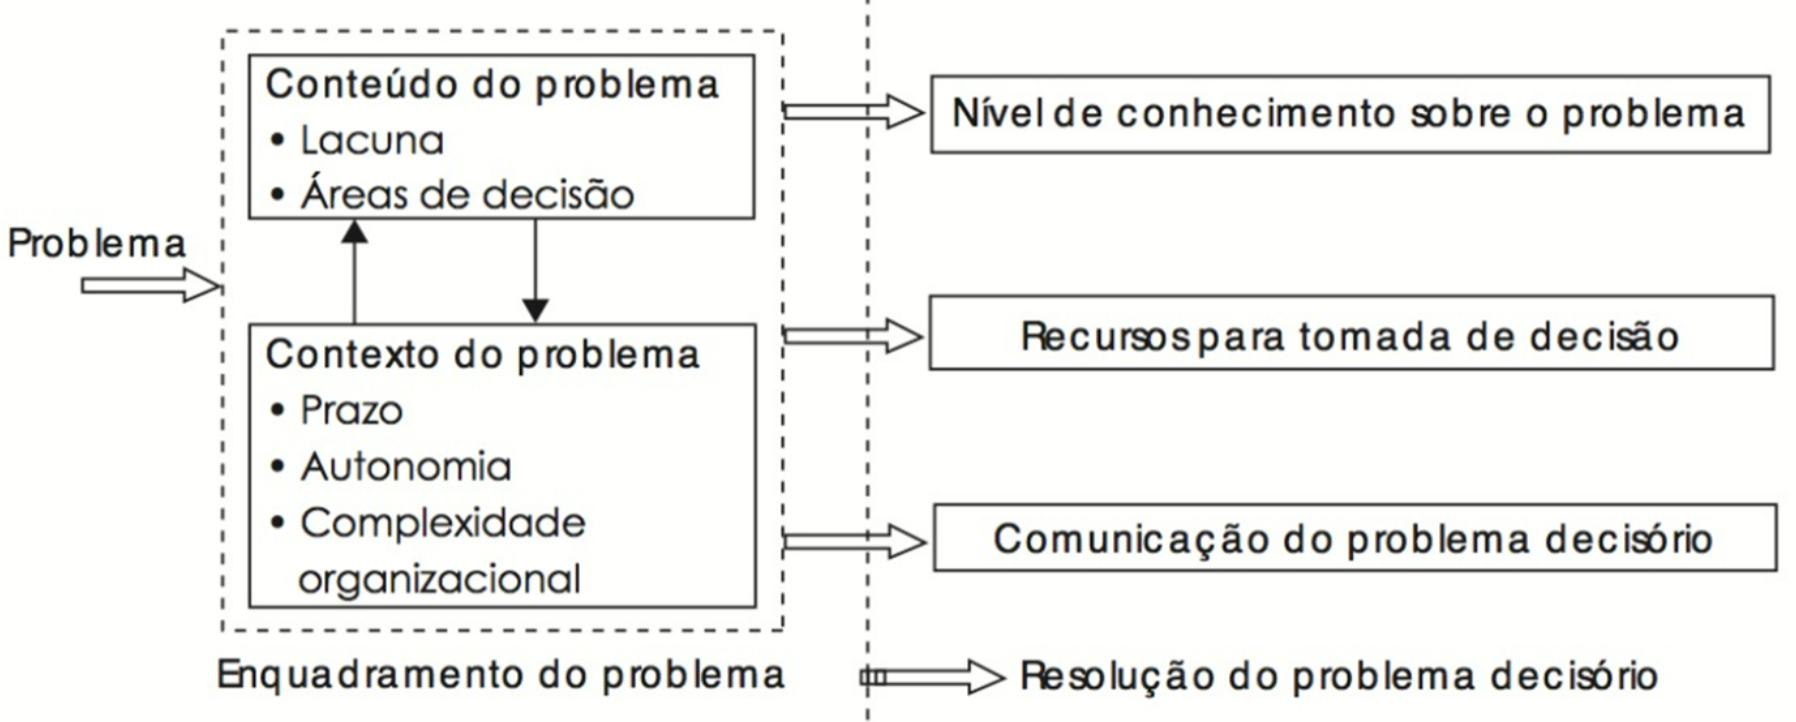 Problema
Conteúdo do problema
• Lacuna
• Áreas de decisão
Contexto do problema
• Prazo
• Autonomia
• Complexidade
organizacional
Enquadramento do problema
Nível de conhecimento sobre o problema
Recursos para tomada de decisão
Comunicação do problema decisório
Resolução do problema decisório